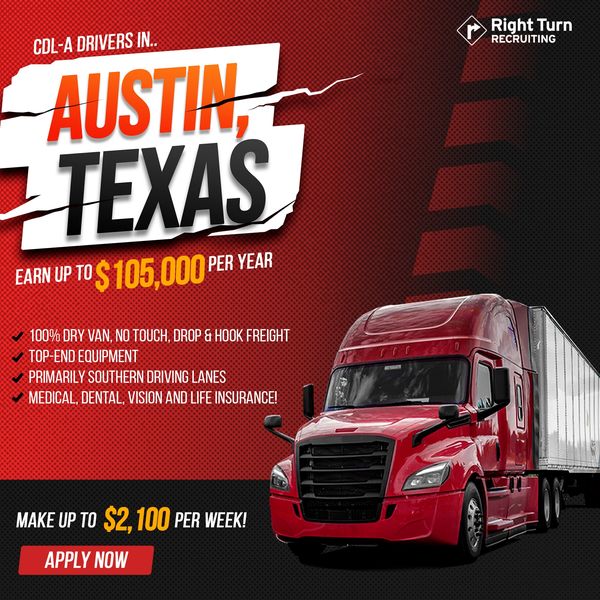 CDL-A DRIVERS IN..
Right Turn
RECRUITING
AUSTIN,
TEXAS
EARN UP TO $105,000 PER YEAR
100% DRY VAN, NO TOUCH, DROP & HOOK FREIGHT
TOP-END EQUIPMENT
PRIMARILY SOUTHERN DRIVING LANES
MEDICAL, DENTAL, VISION AND LIFE INSURANCE!
MAKE UP TO $2,100 PER WEEK!
APPLY NOW